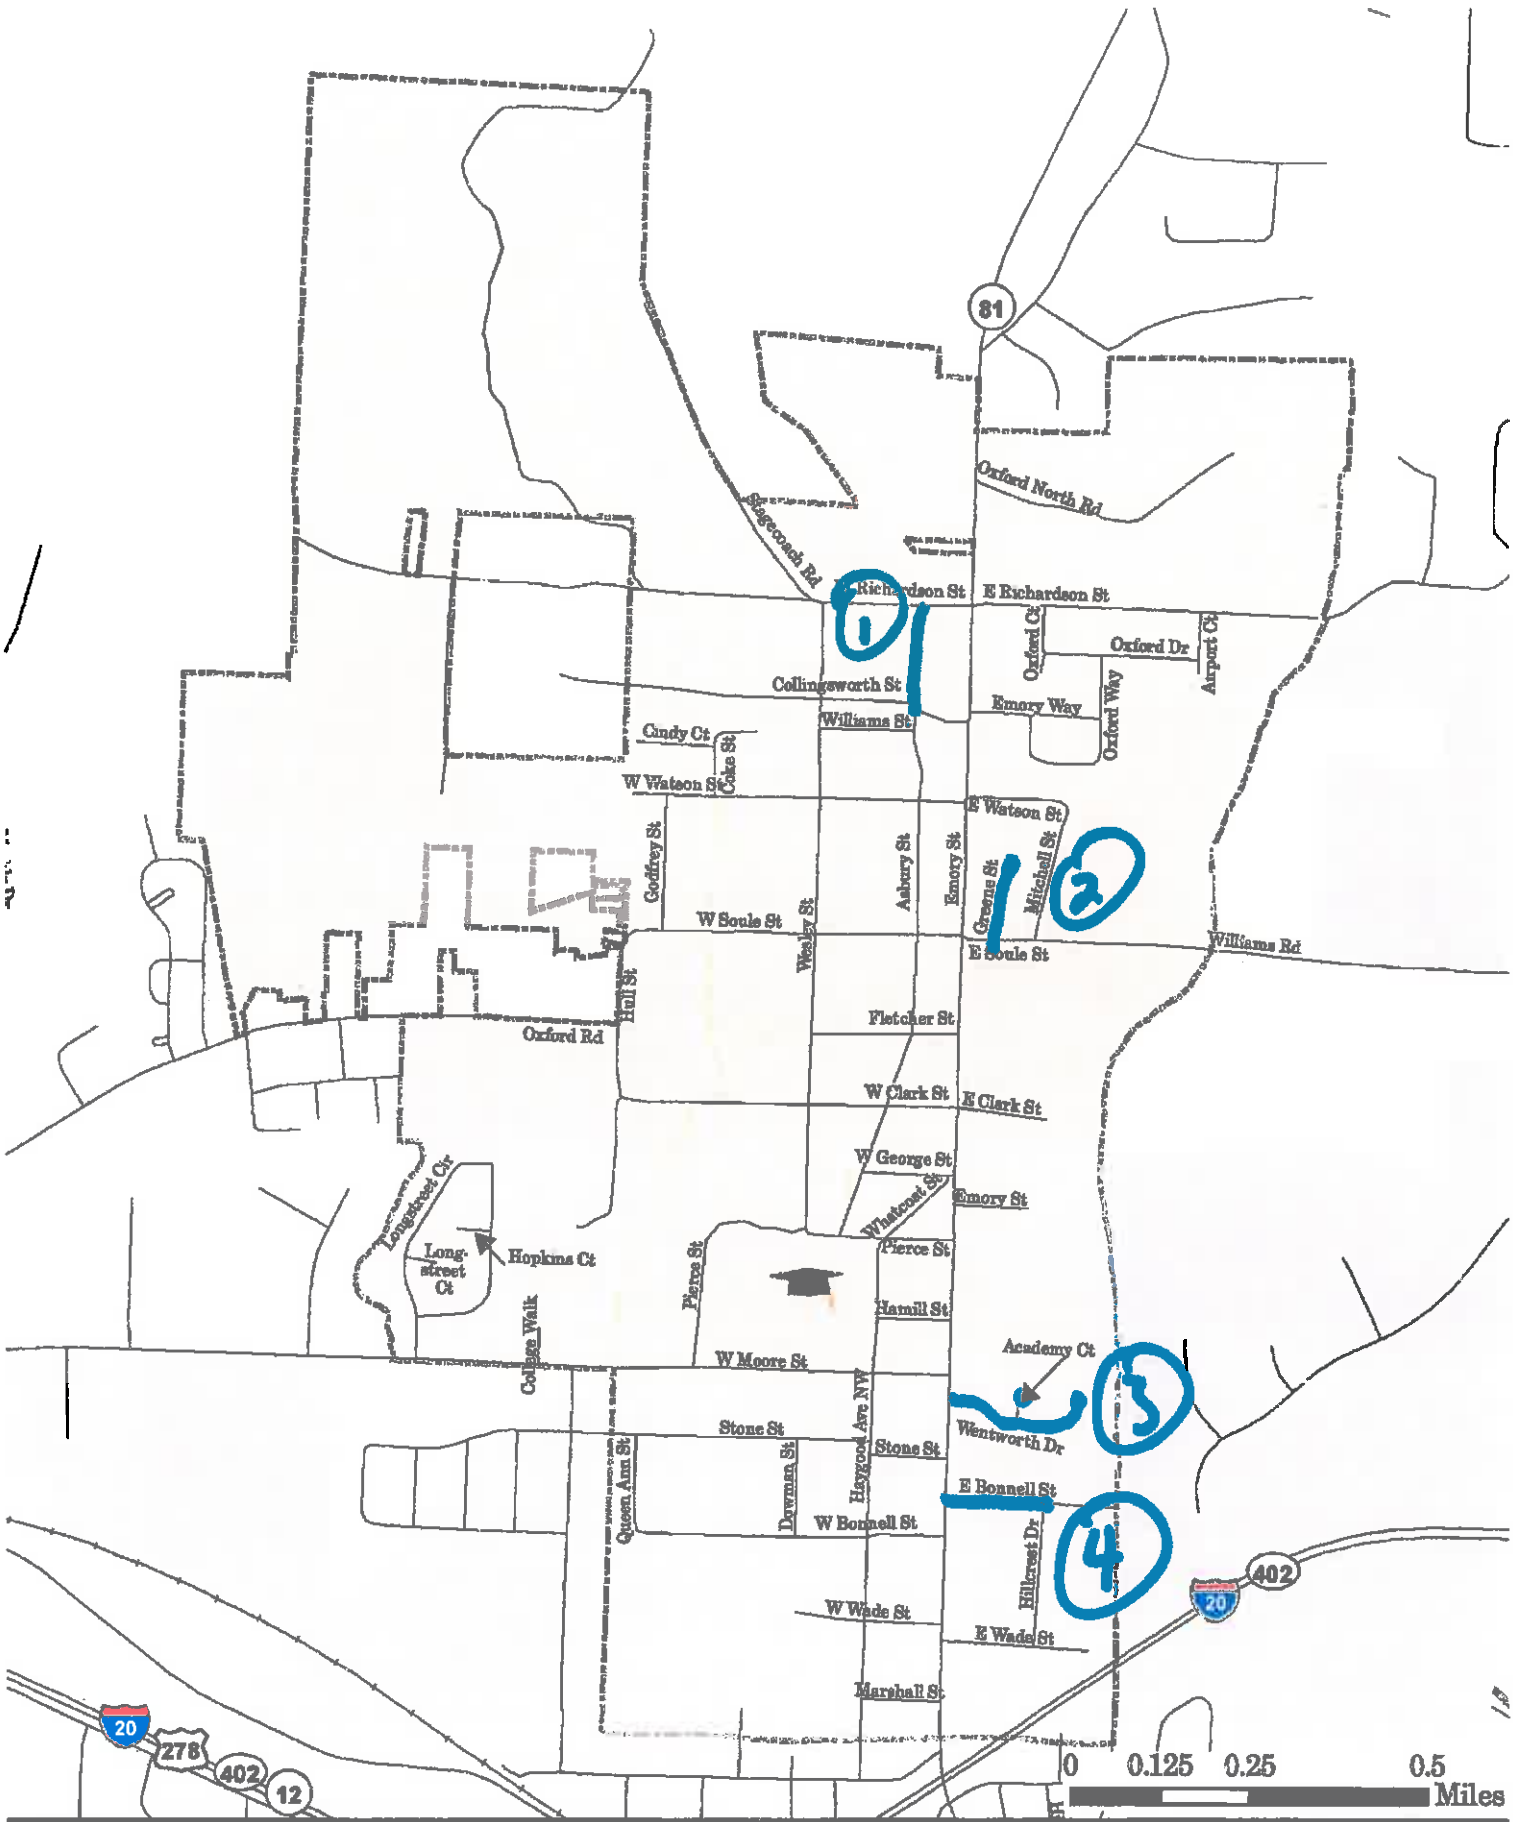 81
Oxford North Rd
Stagecoach Rd
Richardson St
E Richardson St
1
Oxford Ct
Oxford Dr
Airport Ct
Collingsworth St
Emory Way
Oxford Way
Williams St
Cindy Ct
Coke St
W Watson St
E Watson St
Godfrey St
Asbury St
Emory St
Greene St
Mitchell St
2
W Soule St
Wesley St
E Soule St
Williams Rd
Hull St
Oxford Rd
Fletcher St
W Clark St
E Clark St
W George St
Longstreet Cir
Whatcoat St
Emory St
Pierce St
Long-
street
Ct
Hopkins Ct
Pierce St
Hamill St
College Walk
Academy Ct
W Moore St
3
Haygood Ave NW
Stone St
Wentworth Dr
Stone St
Queen Ann St
Dowman St
E Bonnell St
W Bonnell St
Hillcrest Dr
4
402
20
W Wade St
E Wade St
Marshall St
20
278
402
12
0 0.125 0.25 0.5
Miles